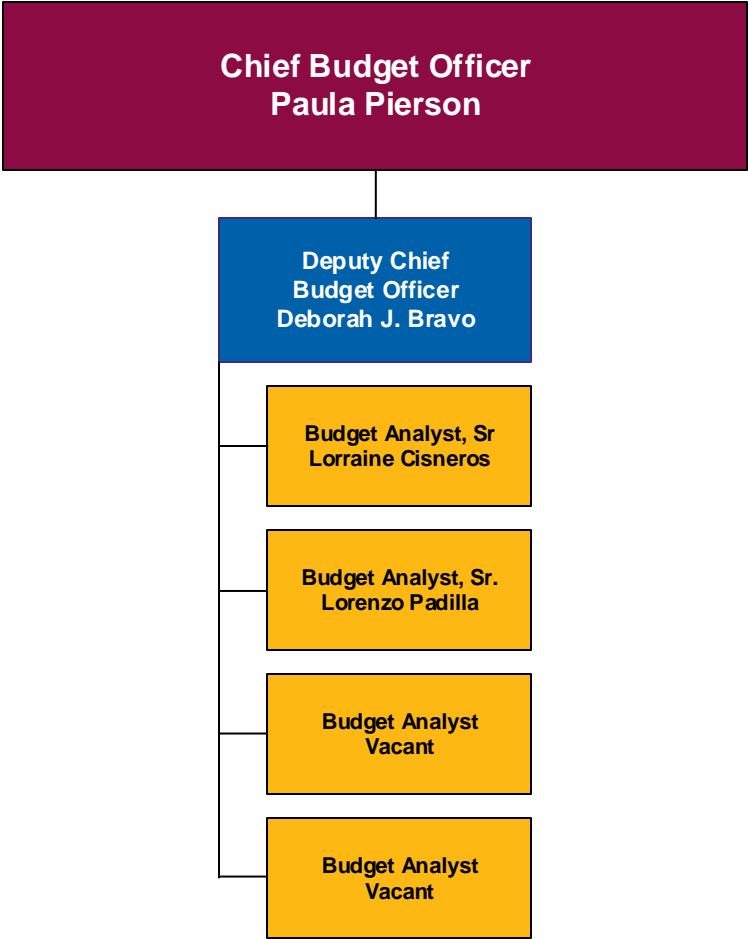 Chief Budget Officer
Paula Pierson
Deputy Chief
Budget Officer
Deborah J. Bravo
Budget Analyst, Sr
Lorraine Cisneros
Budget Analyst, Sr.
Lorenzo Padilla
Budget Analyst
Vacant
Budget Analyst
Vacant